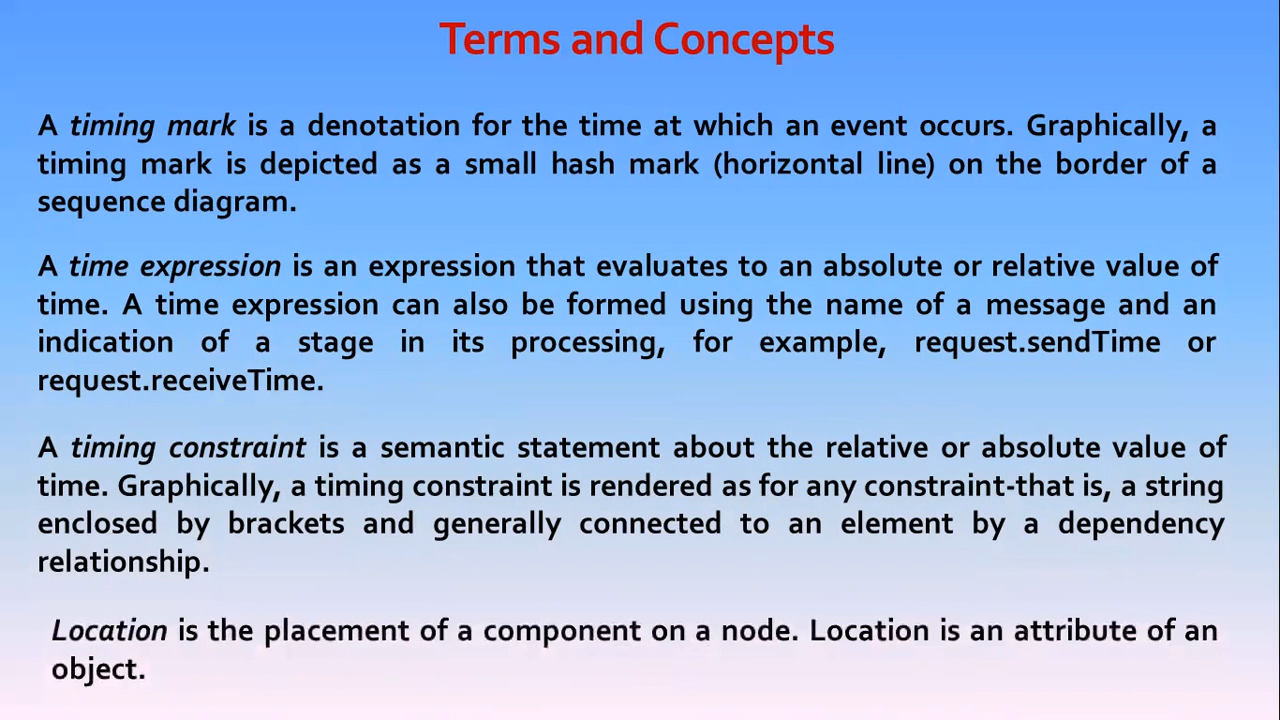 Terms and Concepts
A timing mark is a denotation for the time at which an event occurs. Graphically, a
timing mark is depicted as a small hash mark (horizontal line) on the border of a
sequence diagram.
A time expression is an expression that evaluates to an absolute or relative value of
time. A time expression can also be formed using the name of a message and an
indication of a stage in its processing, for example, request.sendTime or
request.receiveTime.
A timing constraint is a semantic statement about the relative or absolute value of
time. Graphically, a timing constraint is rendered as for any constraint-that is, a string
enclosed by brackets and generally connected to an element by a dependency
relationship.
Location is the placement of a component on a node. Location is an attribute of an
object.